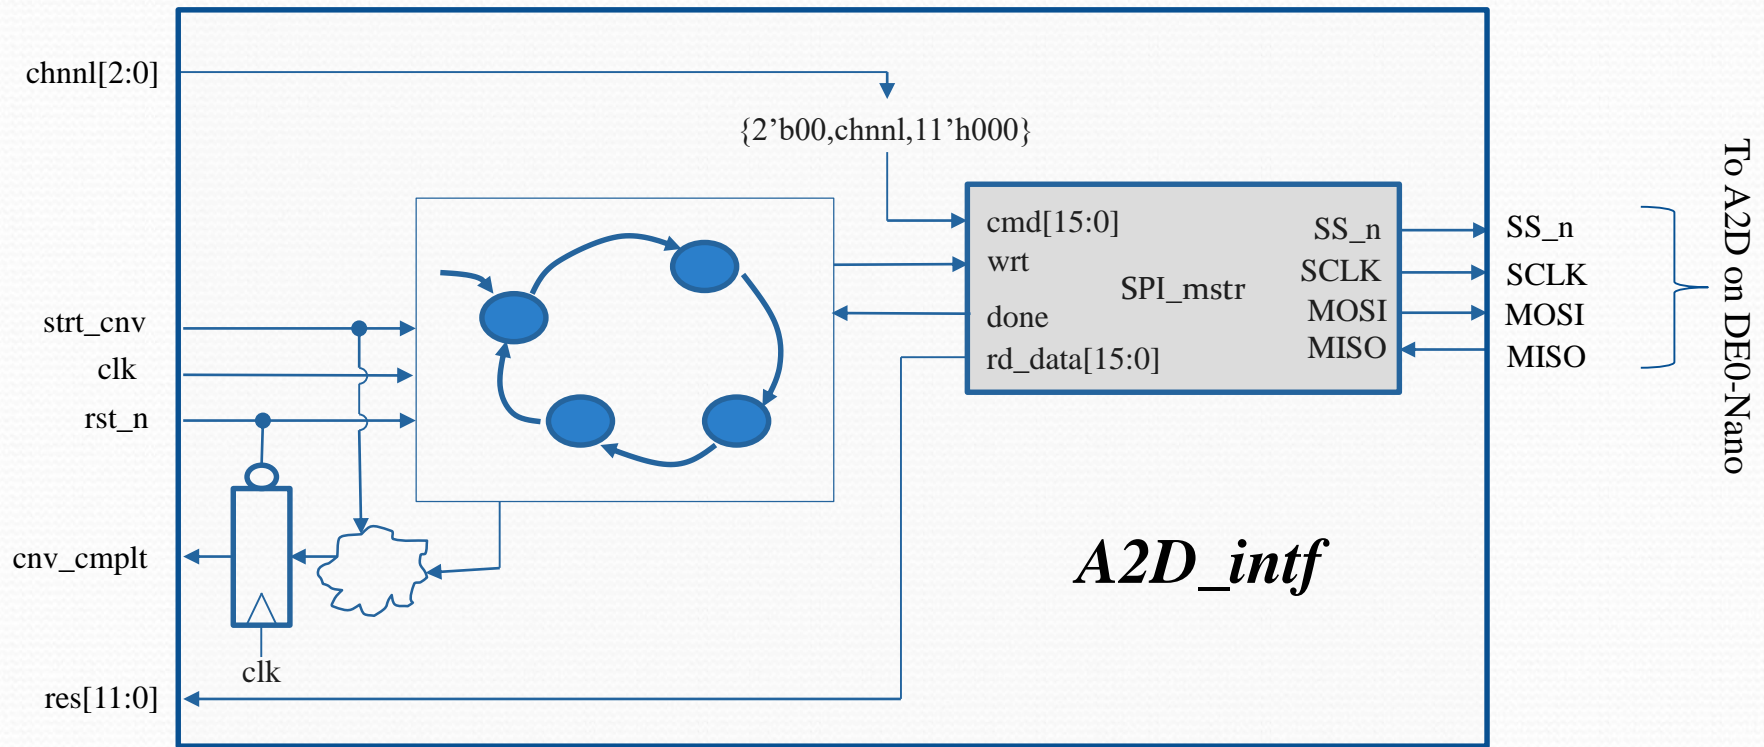 chnnl[2:0]
{2’b00,chnnl,11’h000}
cmd[15:0]
wrt
done
rd_data[15:0]
SPI_mstr
SS_n
SCLK
MOSI
MISO
SS_n
SCLK
MOSI
MISO
To A2D on DE0-Nano
strt_cnv
clk
rst_n
cnv_cmplt
clk
res[11:0]
A2D_intf